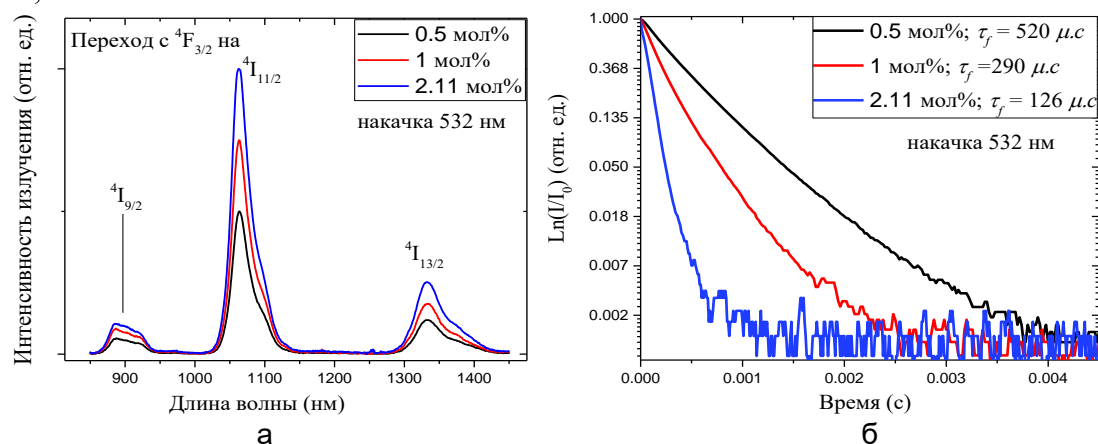 Переход с ⁴F₃/₂ на
⁴I₁₁/₂
0.5 мол%
1 мол%
2.11 мол%
накачка 532 нм
⁴I₉/₂
⁴I₁₃/₂
Интенсивность излучения (отн. ед.)
900 1000 1100 1200 1300 1400
Длина волны (нм)
а
0.5 мол%; τf = 520 μ.c
1 мол%; τf =290 μ.c
2.11 мол%; τf = 126 μ.c
накачка 532 нм
Ln(I/I₀) (отн. ед.)
1.000
0.368
0.135
0.050
0.018
0.007
0.002
0.000 0.001 0.002 0.003 0.004
Время (с)
б